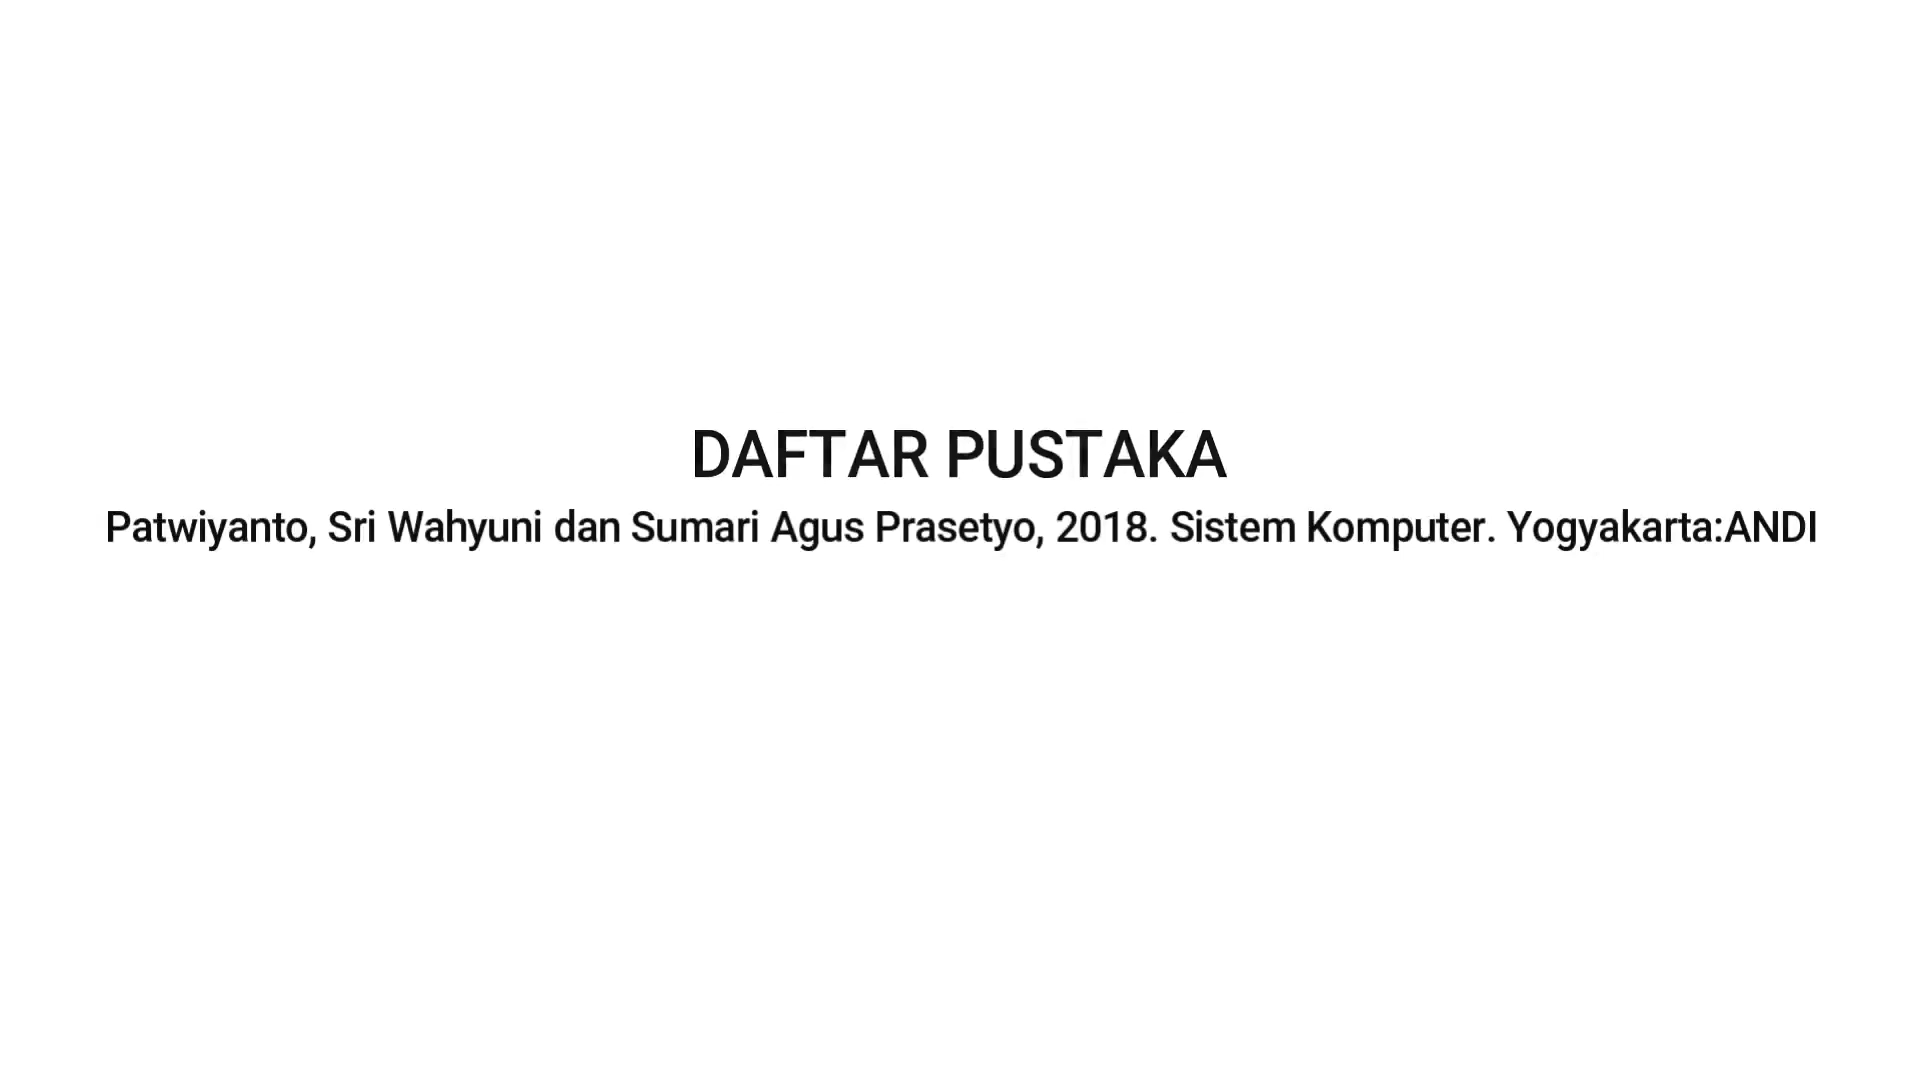 DAFTAR PUSTAKA
Patwiyanto, Sri Wahyuni dan Sumari Agus Prasetyo, 2018. Sistem Komputer. Yogyakarta:ANDI